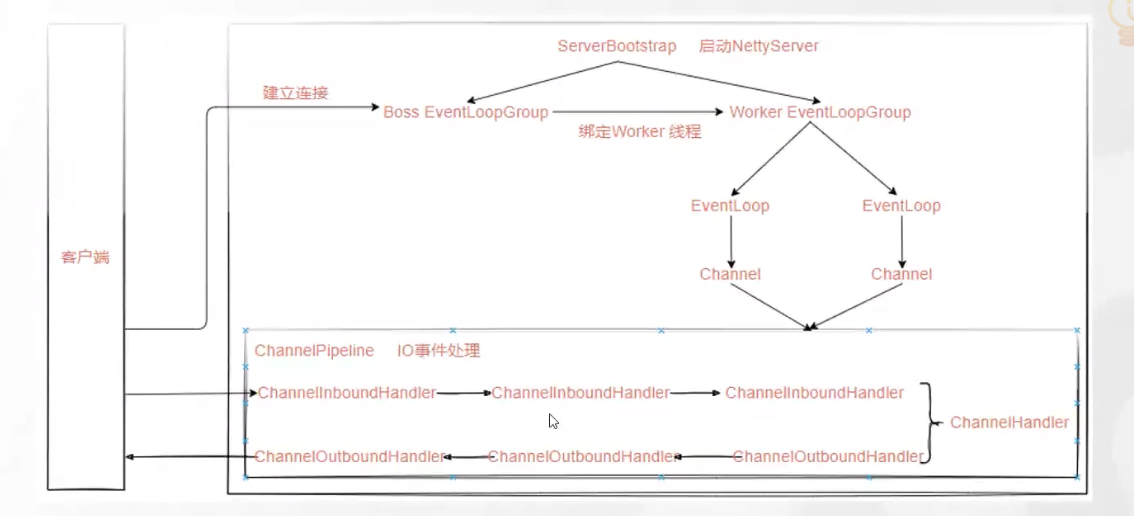 ServerBootstrap 启动NettyServer
建立连接
Boss EventLoopGroup
Worker EventLoopGroup
绑定Worker 线程
EventLoop
EventLoop
客户端
Channel
Channel
ChannelPipeline IO事件处理
ChannelInboundHandler
ChannelInboundHandler
ChannelInboundHandler
ChannelHandler
ChannelOutboundHandler
ChannelOutboundHandler
ChannelOutboundHandler